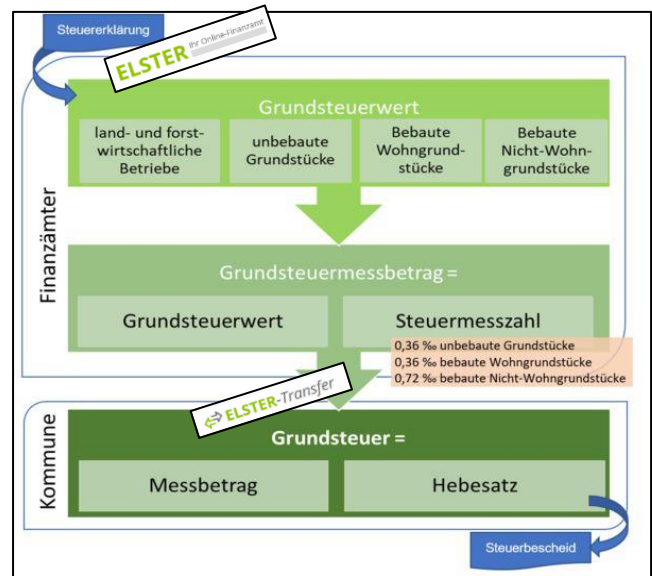 Steuererklärung
ELSTER Ihr Online-Finanzamt
Finanzämter
Grundsteuerwert
land- und forst-
wirtschaftliche
Betriebe
unbebaute
Grundstücke
Bebaute
Wohngrund-
stücke
Bebaute
Nicht-Wohn-
grundstücke
Grundsteuermessbetrag =
Grundsteuerwert
Steuermesszahl
0,36 ‰ unbebaute Grundstücke
0,36 ‰ bebaute Wohngrundstücke
0,72 ‰ bebaute Nicht-Wohngrundstücke
ELSTER-Transfer
Kommune
Grundsteuer =
Messbetrag
Hebesatz
Steuerbescheid